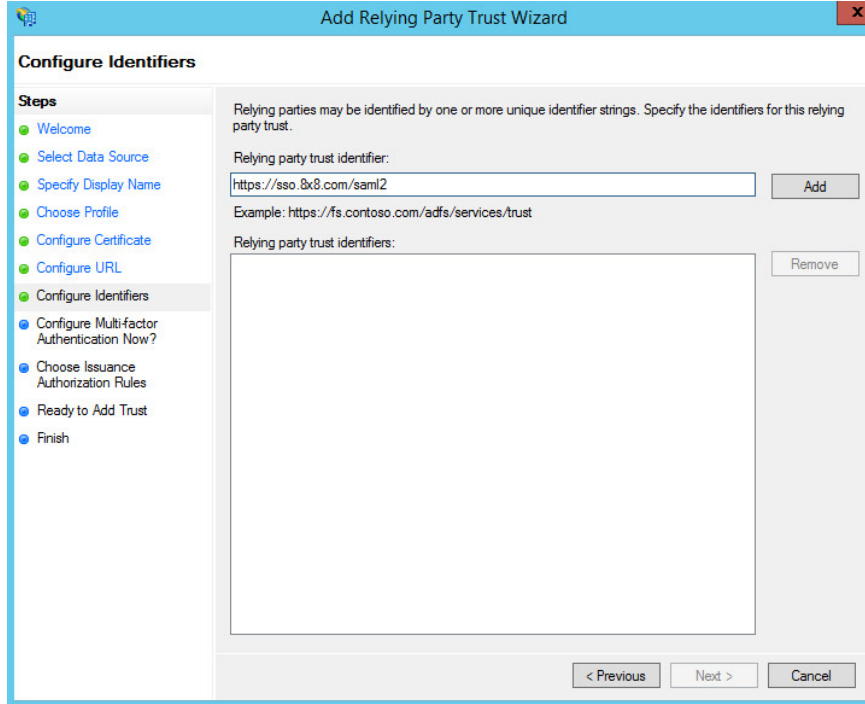 Add Relying Party Trust Wizard
x
Configure Identifiers
Steps
Welcome
Select Data Source
Specify Display Name
Choose Profile
Configure Certificate
Configure URL
Configure Identifiers
Configure Multi-factor
Authentication Now?
Choose Issuance
Authorization Rules
Ready to Add Trust
Finish
Relying parties may be identified by one or more unique identifier strings. Specify the identifiers for this relying
party trust.
Relying party trust identifier:
https://sso.8x8.com/saml2
Add
Example: https://fs.contoso.com/adfs/services/trust
Relying party trust identifiers:
Remove
< Previous
Next >
Cancel